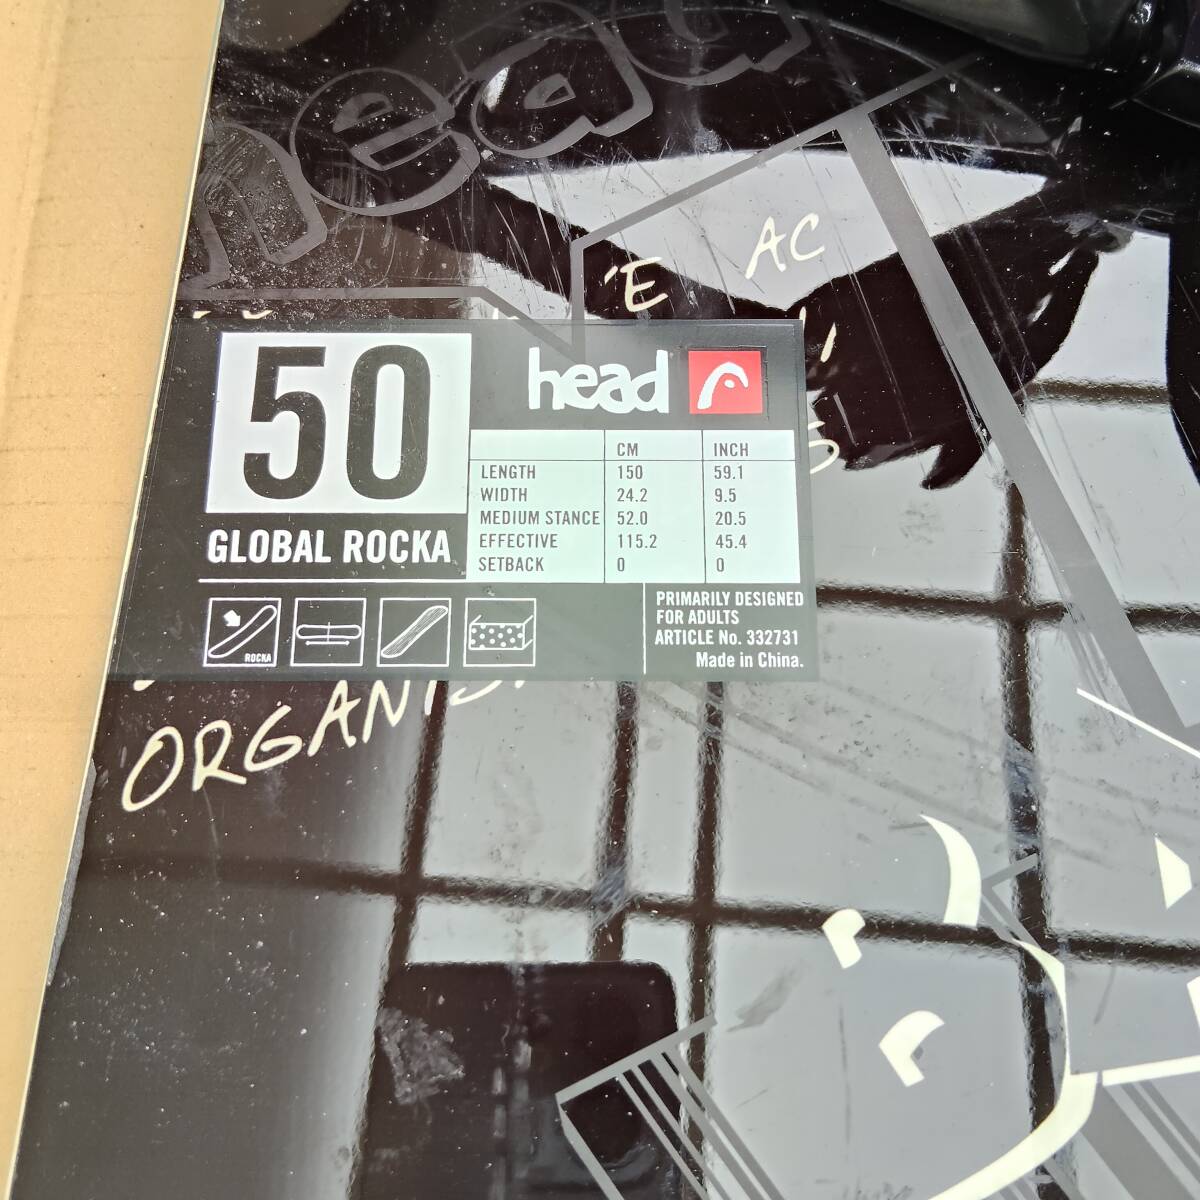 head
'E AC
50
head
CM INCH
LENGTH 150 59.1
WIDTH 24.2 9.5
MEDIUM STANCE 52.0 20.5
EFFECTIVE 115.2 45.4
SETBACK 0 0
GLOBAL ROCKA
ROCKA
PRIMARILY DESIGNED
FOR ADULTS
ARTICLE No. 332731
Made in China.
ORGANIS